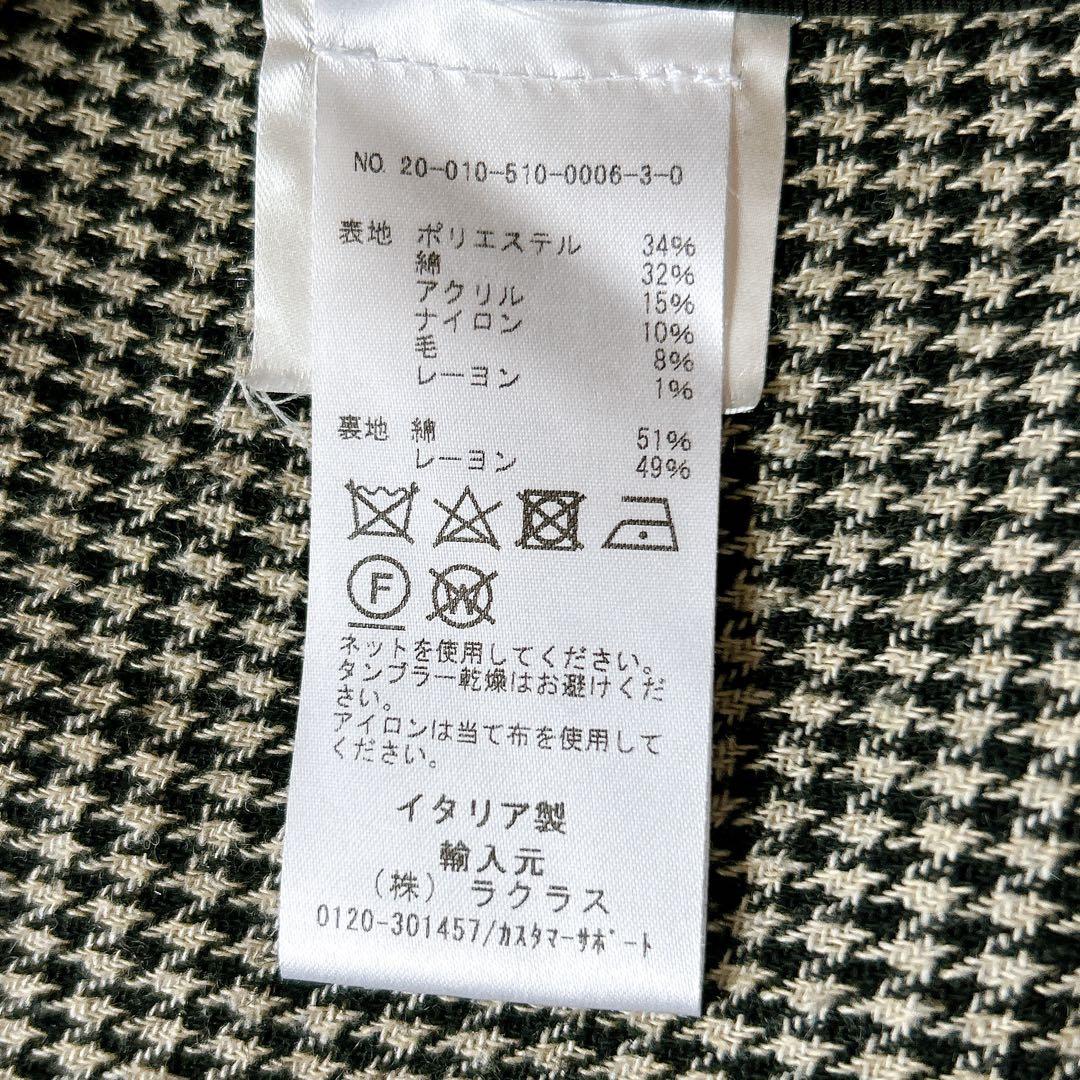 NO. 20-010-510-0006-3-0
表地 ポリエステル 34%
綿 32%
アクリル 15%
ナイロン 10%
毛 8%
レーヨン 1%
裏地 綿 51%
レーヨン 49%
F W
ネットを使用してください。
タンブラー乾燥はお避けくだ
さい。
アイロンは当て布を使用して
ください。
イタリア製
輸入元
(株) ラクラス
0120-301457/カスタマーサポート